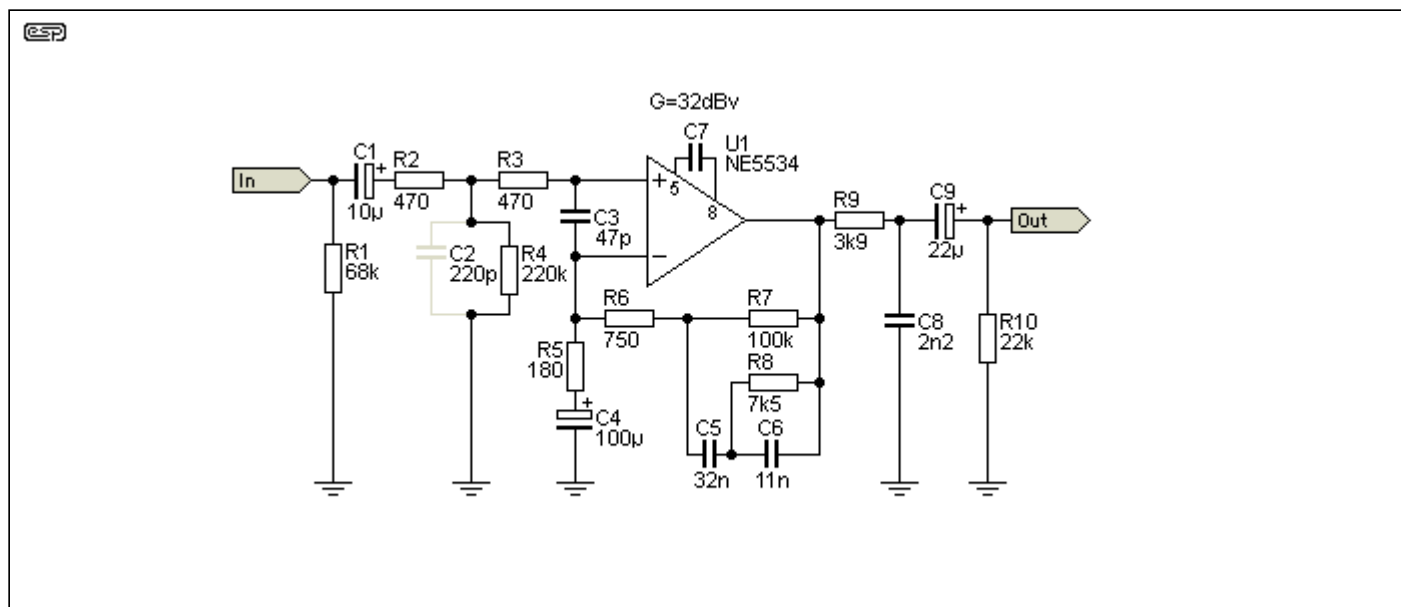 esp
G=32dBv
C7
U1
NE5534
5
8
+
−
In
C1
+
10µ
R2
470
R3
470
C3
47p
R1
68k
C2
220p
R4
220k
R9
3k9
C9
+
22µ
Out
R6
750
R7
100k
R5
180
R8
7k5
+
C4
100µ
C5
32n
C6
11n
C8
2n2
R10
22k